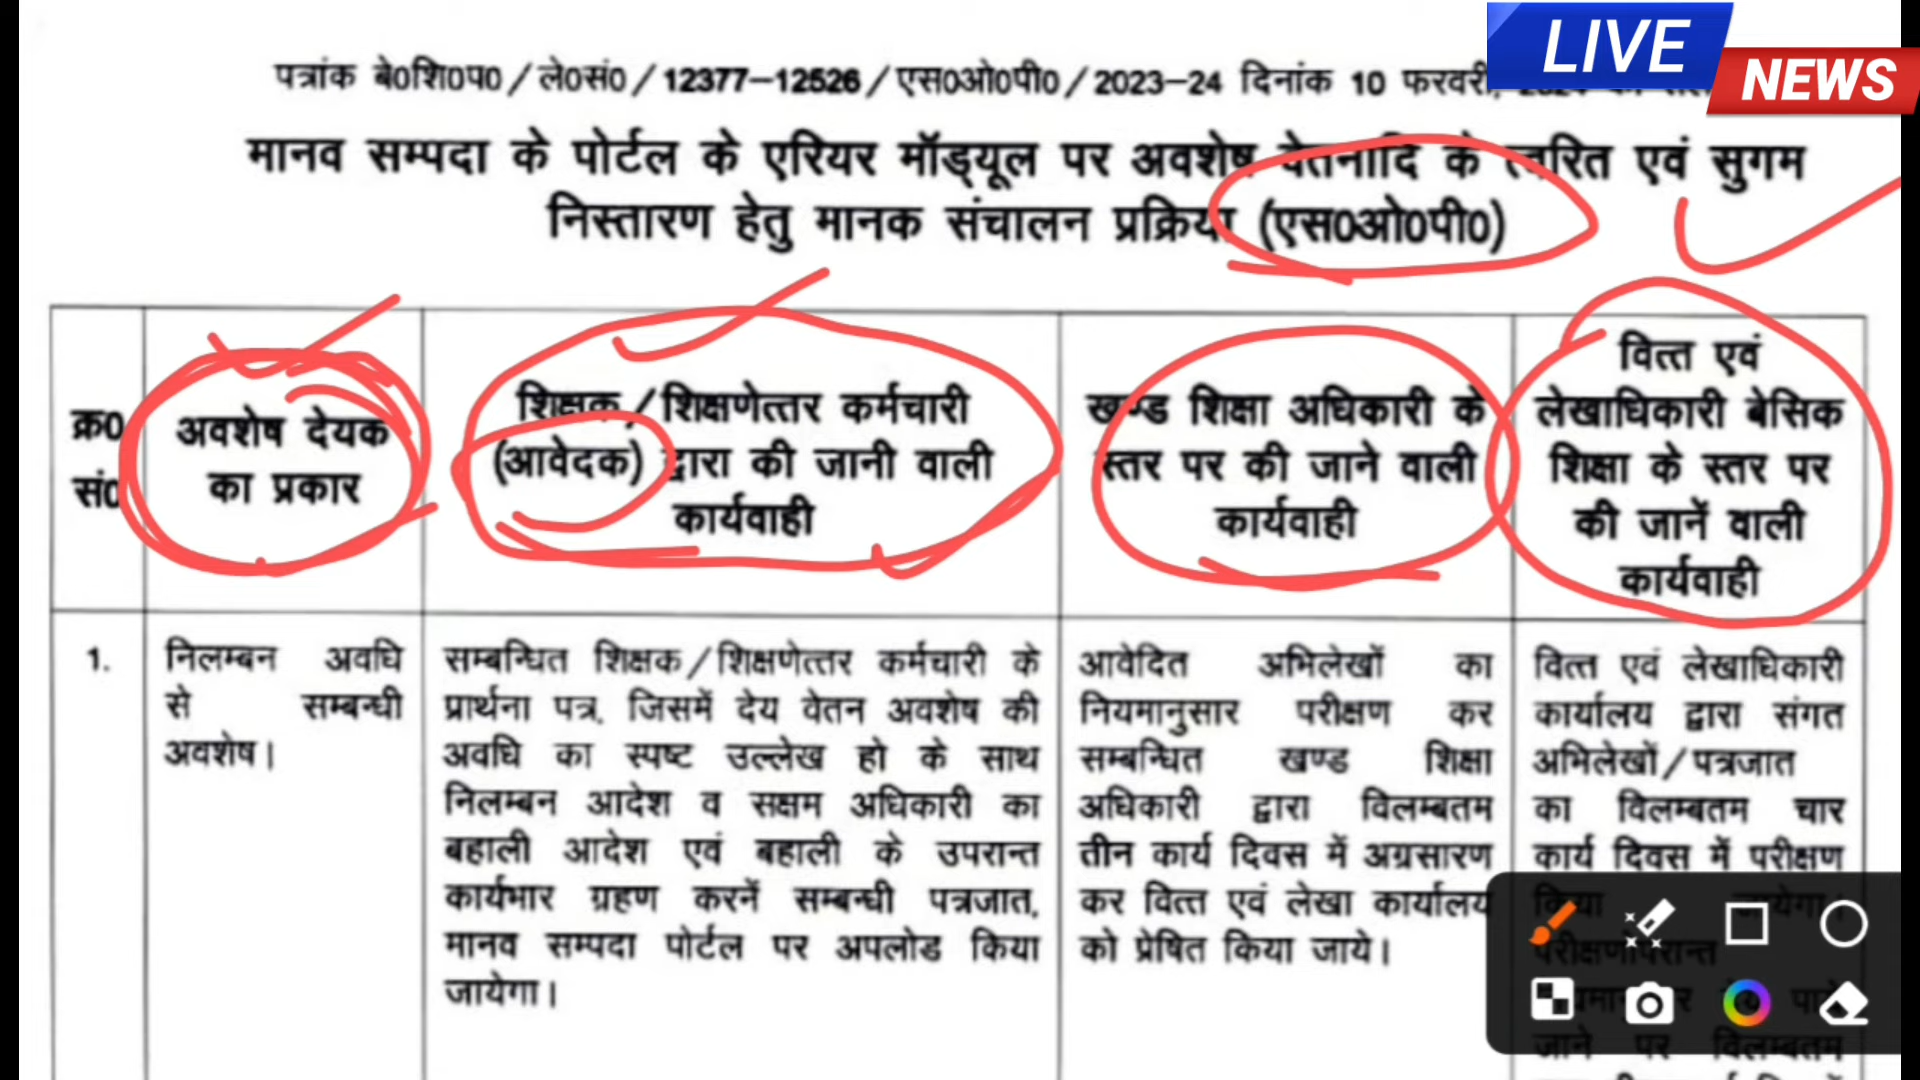 LIVE
NEWS
पत्रांक बे0शि0प0/ले0सं0/12377-12526/एस0ओ0पी0/2023-24 दिनांक 10 फरवरी,
मानव सम्पदा के पोर्टल के एरियर मॉड्यूल पर अवशेष वेतनादि के त्वरित एवं सुगम
निस्तारण हेतु मानक संचालन प्रक्रिया (एस0ओ0पी0)
क्र0
सं0
अवशेष देयक
का प्रकार
शिक्षक/शिक्षणेत्तर कर्मचारी
(आवेदक) द्वारा की जानी वाली
कार्यवाही
खण्ड शिक्षा अधिकारी के
स्तर पर की जाने वाली
कार्यवाही
वित्त एवं
लेखाधिकारी बेसिक
शिक्षा के स्तर पर
की जानें वाली
कार्यवाही
1.
निलम्बन अवधि
से सम्बन्धी
अवशेष।
सम्बन्धित शिक्षक/शिक्षणेत्तर कर्मचारी के
प्रार्थना पत्र, जिसमें देय वेतन अवशेष की
अवधि का स्पष्ट उल्लेख हो के साथ
निलम्बन आदेश व सक्षम अधिकारी का
बहाली आदेश एवं बहाली के उपरान्त
कार्यभार ग्रहण करनें सम्बन्धी पत्रजात,
मानव सम्पदा पोर्टल पर अपलोड किया
जायेगा।
आवेदित अभिलेखों का
नियमानुसार परीक्षण कर
सम्बन्धित खण्ड शिक्षा
अधिकारी द्वारा विलम्बतम
तीन कार्य दिवस में अग्रसारण
कर वित्त एवं लेखा कार्यालय
को प्रेषित किया जाये।
वित्त एवं लेखाधिकारी
कार्यालय द्वारा संगत
अभिलेखों/पत्रजात
का विलम्बतम चार
कार्य दिवस में परीक्षण
किया जायेगा।
परीक्षणोपरान्त
जाने पर विलम्बतम